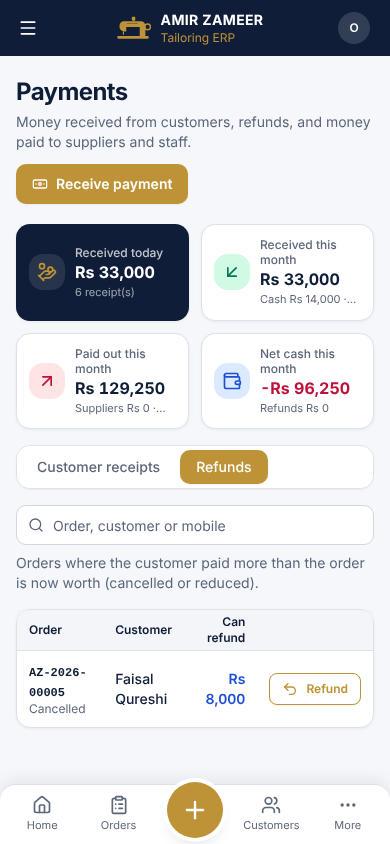 AMIR ZAMEER
Tailoring ERP
O
Payments
Money received from customers, refunds, and money
paid to suppliers and staff.
Receive payment
Received today
Rs 33,000
6 receipt(s)
Received this
month
Rs 33,000
Cash Rs 14,000 ·...
Paid out this
month
Rs 129,250
Suppliers Rs 0 ·...
Net cash this
month
-Rs 96,250
Refunds Rs 0
Customer receipts
Refunds
Order, customer or mobile
Orders where the customer paid more than the order
is now worth (cancelled or reduced).
Order
Customer
Can
refund
AZ-2026-
00005
Cancelled
Faisal
Qureshi
Rs
8,000
Refund
Home
Orders
Customers
More